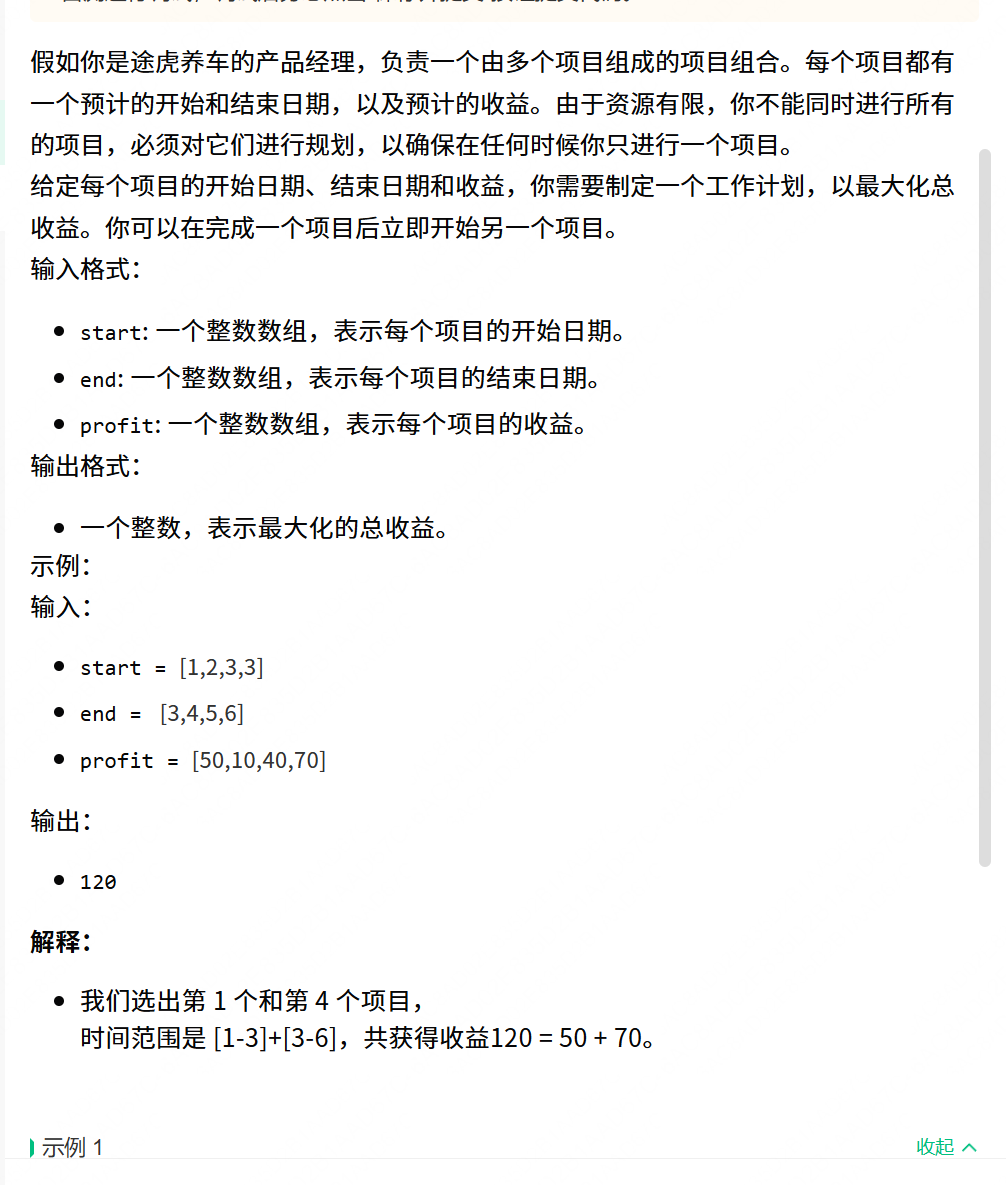 假如你是途虎养车的产品经理，负责一个由多个项目组成的项目组合。每个项目都有
一个预计的开始和结束日期，以及预计的收益。由于资源有限，你不能同时进行所有
的项目，必须对它们进行规划，以确保在任何时候你只进行一个项目。
给定每个项目的开始日期、结束日期和收益，你需要制定一个工作计划，以最大化总
收益。你可以在完成一个项目后立即开始另一个项目。
输入格式：
start: 一个整数数组，表示每个项目的开始日期。
end: 一个整数数组，表示每个项目的结束日期。
profit: 一个整数数组，表示每个项目的收益。
输出格式：
一个整数，表示最大化的总收益。
示例：
输入：
start = [1,2,3,3]
end = [3,4,5,6]
profit = [50,10,40,70]
输出：
120
解释：
我们选出第 1 个和第 4 个项目，
时间范围是 [1-3]+[3-6]，共获得收益120 = 50 + 70。
示例 1
收起